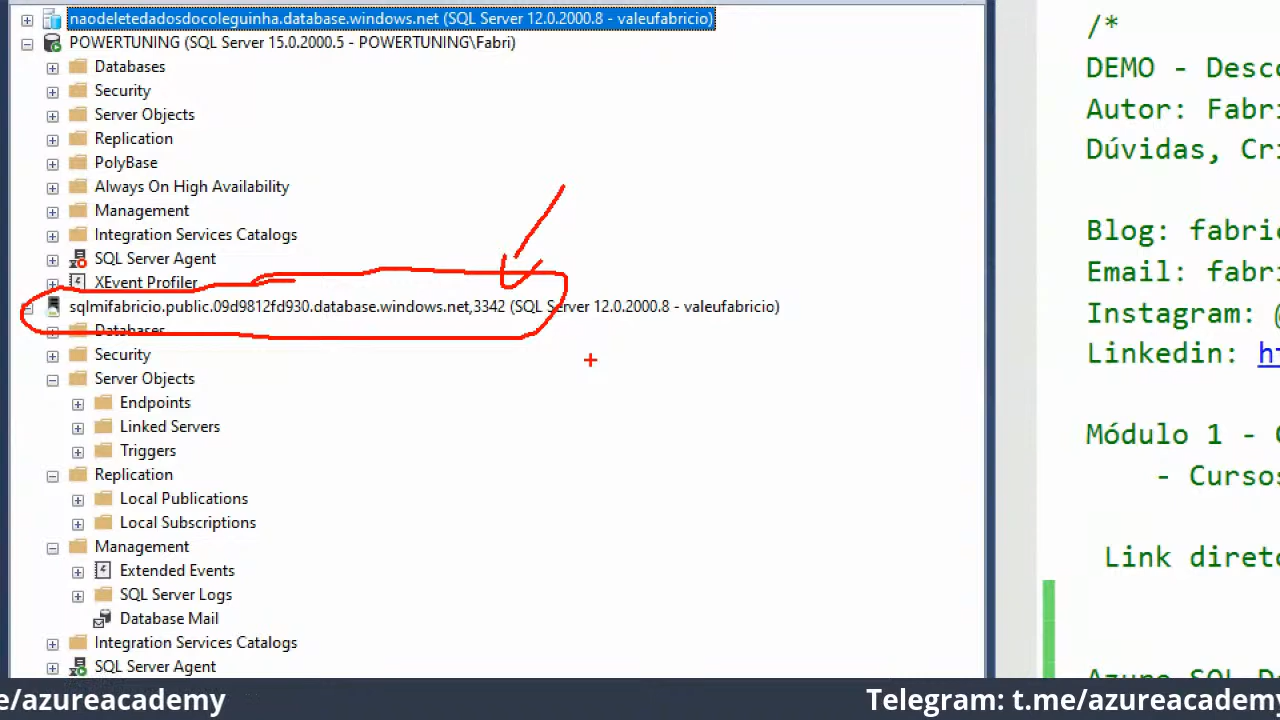 naodeletedadosdocoleguinha.database.windows.net (SQL Server 12.0.2000.8 - valeufabricio)
POWERTUNING (SQL Server 15.0.2000.5 - POWERTUNING\Fabri)
Databases
Security
Server Objects
Replication
PolyBase
Always On High Availability
Management
Integration Services Catalogs
SQL Server Agent
XEvent Profiler
sqlmifabricio.public.09d9812fd930.database.windows.net,3342 (SQL Server 12.0.2000.8 - valeufabricio)
Databases
Security
Server Objects
Endpoints
Linked Servers
Triggers
Replication
Local Publications
Local Subscriptions
Management
Extended Events
SQL Server Logs
Database Mail
Integration Services Catalogs
SQL Server Agent
/*
DEMO - Desc
Autor: Fabr
Dúvidas, Cr
Blog: fabri
Email: fabri
Instagram: @
Linkedin: h
Módulo 1 -
- Cursos
Link direto
Azure SQL D
e/azureacademy
Telegram: t.me/azureacademy